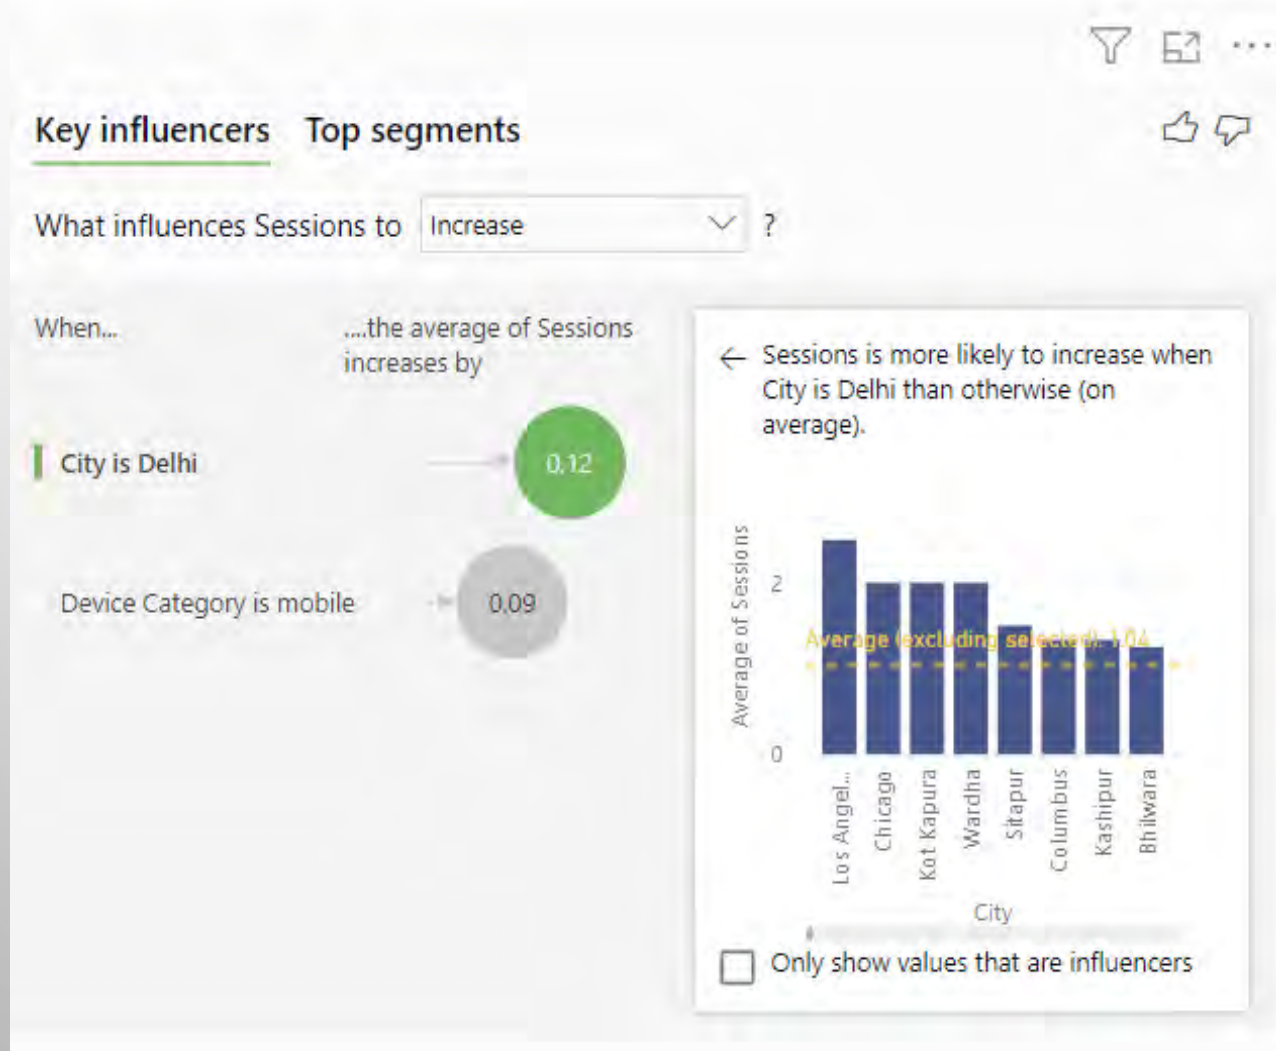 Key influencers Top segments
What influences Sessions to Increase ?
When...
....the average of Sessions
increases by
City is Delhi
0,12
Device Category is mobile
0,09
Sessions is more likely to increase when
City is Delhi than otherwise (on
average).
Average of Sessions
2
0
Average (excluding selected): 1.04
Los Angel...
Chicago
Kot Kapura
Wardha
Sitapur
Columbus
Kashipur
Bhilwara
City
Only show values that are influencers